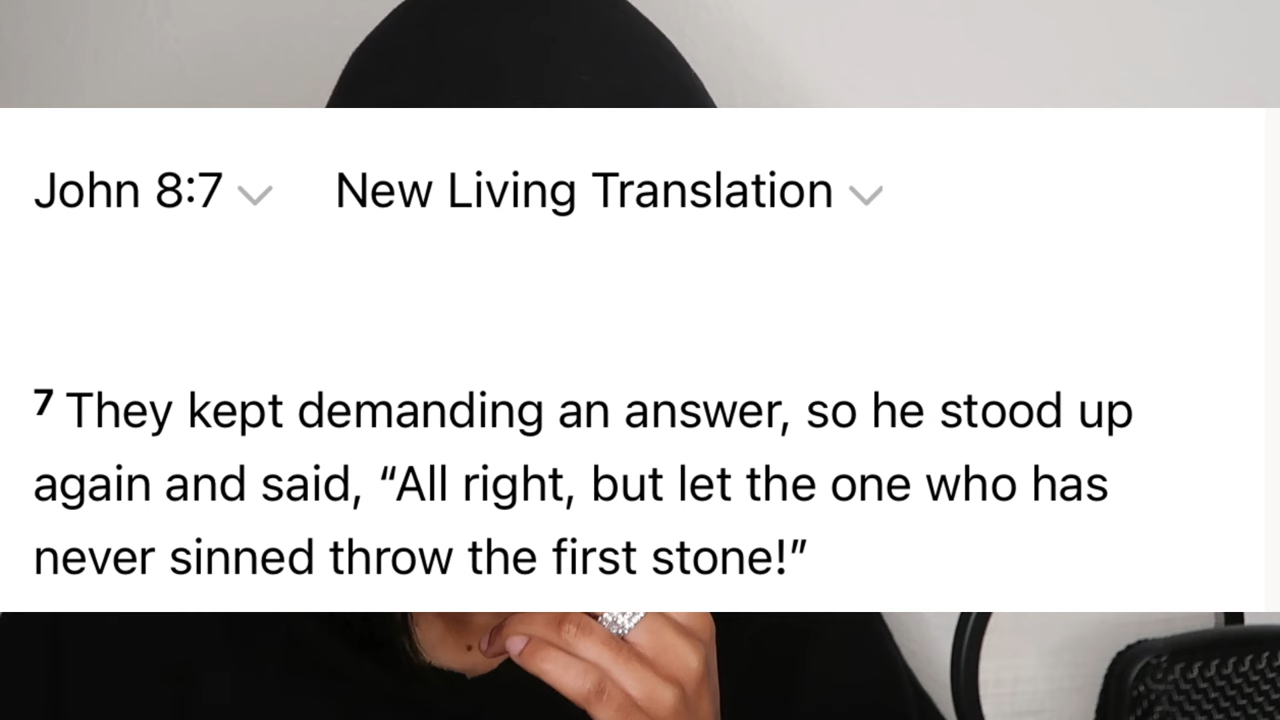 John 8:7 New Living Translation
7 They kept demanding an answer, so he stood up
again and said, “All right, but let the one who has
never sinned throw the first stone!”